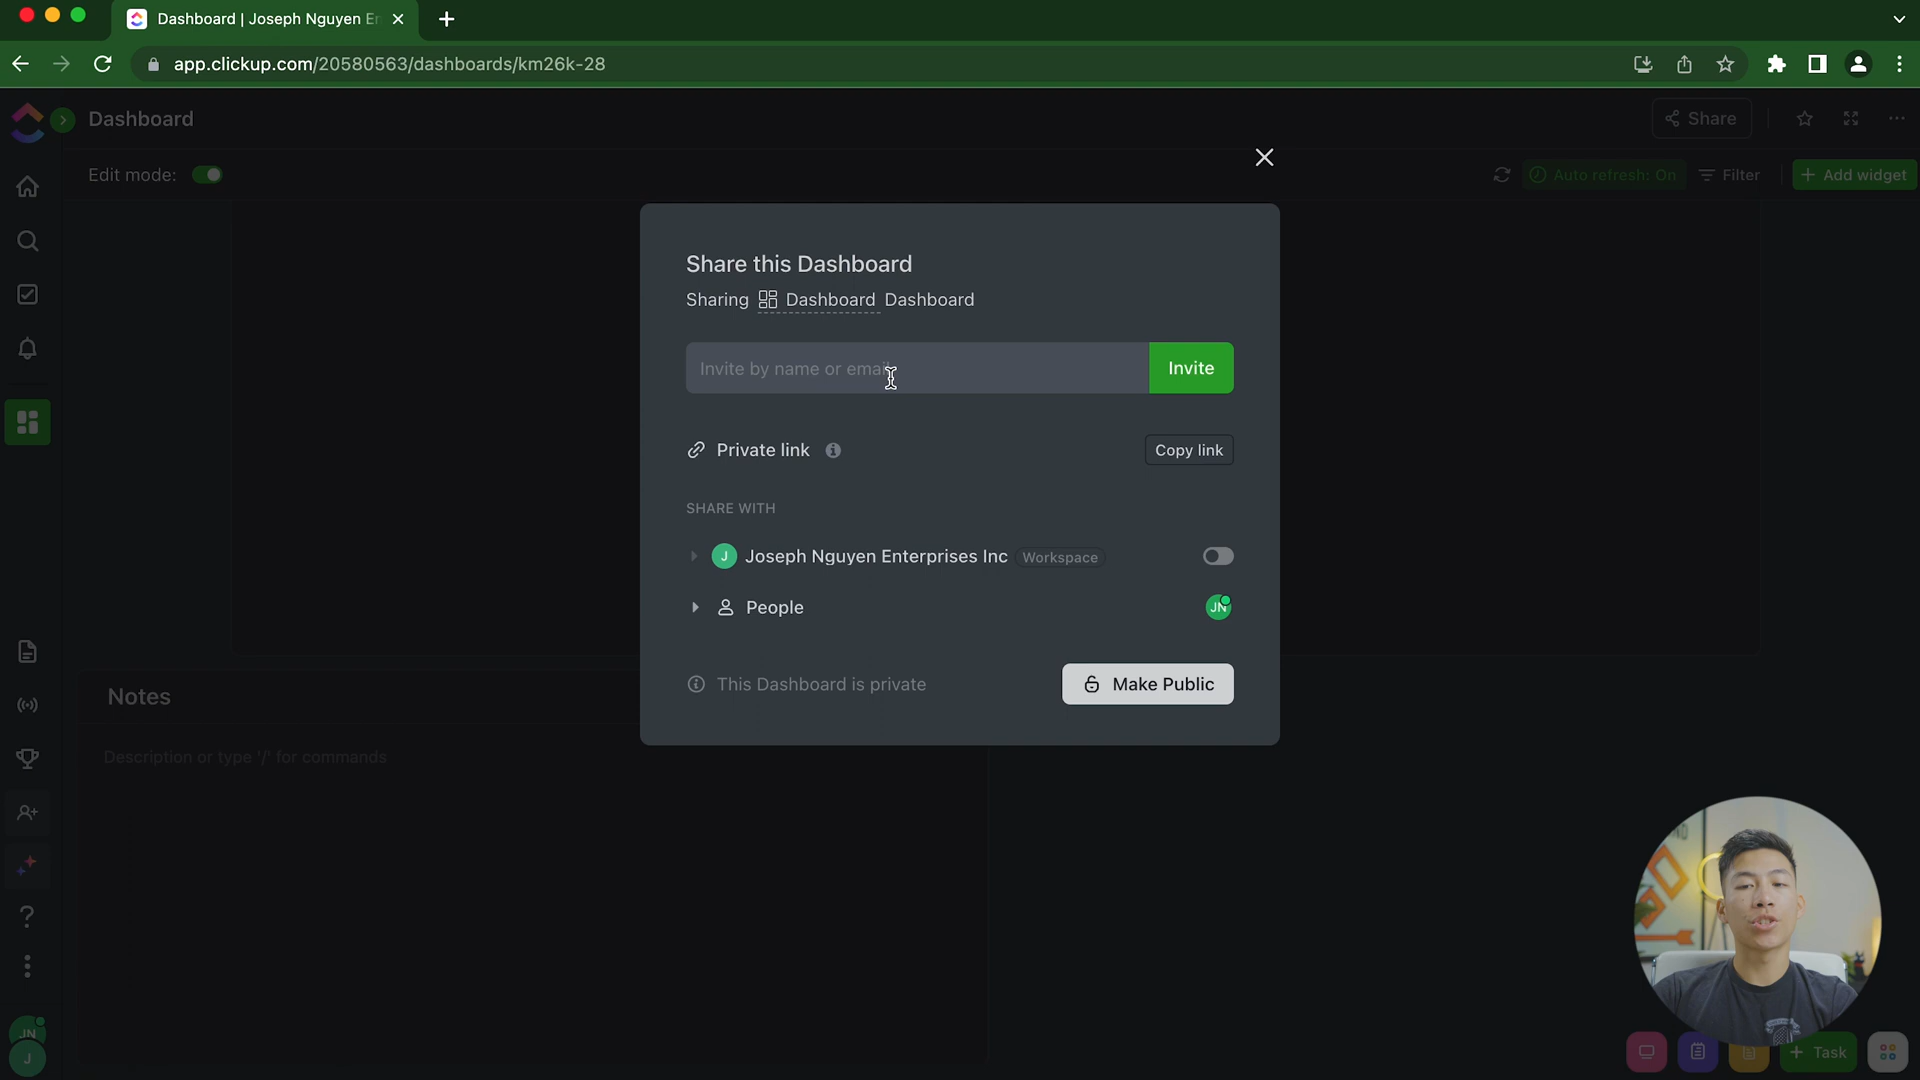 Dashboard | Joseph Nguyen En
app.clickup.com/20580563/dashboards/km26k-28
Dashboard
Share
Edit mode:
Auto refresh: On
Filter
+ Add widget
Share this Dashboard
Sharing Dashboard Dashboard
Invite by name or email
Invite
Private link
Copy link
SHARE WITH
J Joseph Nguyen Enterprises Inc Workspace
People
JN
This Dashboard is private
Make Public
Notes
Description or type '/' for commands
JN
J
+ Task